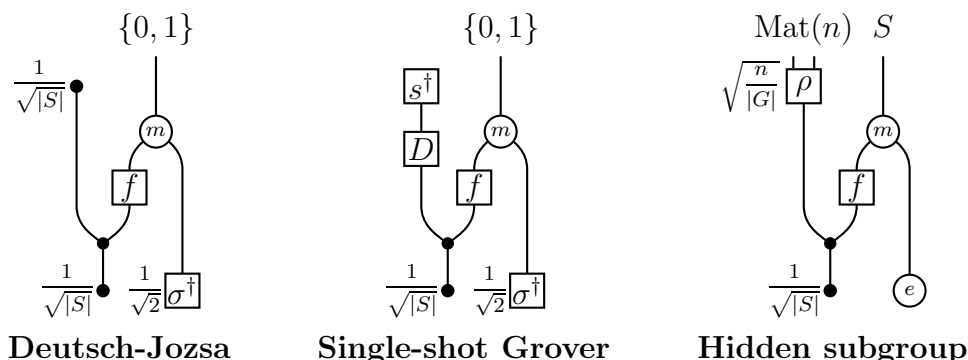 {0, 1}
1/√|S|
m
f
1/√|S|
1/√2
σ†
Deutsch-Jozsa
{0, 1}
s†
D
m
f
1/√|S|
1/√2
σ†
Single-shot Grover
Mat(n) S
√n/|G|
ρ
m
f
1/√|S|
e
Hidden subgroup